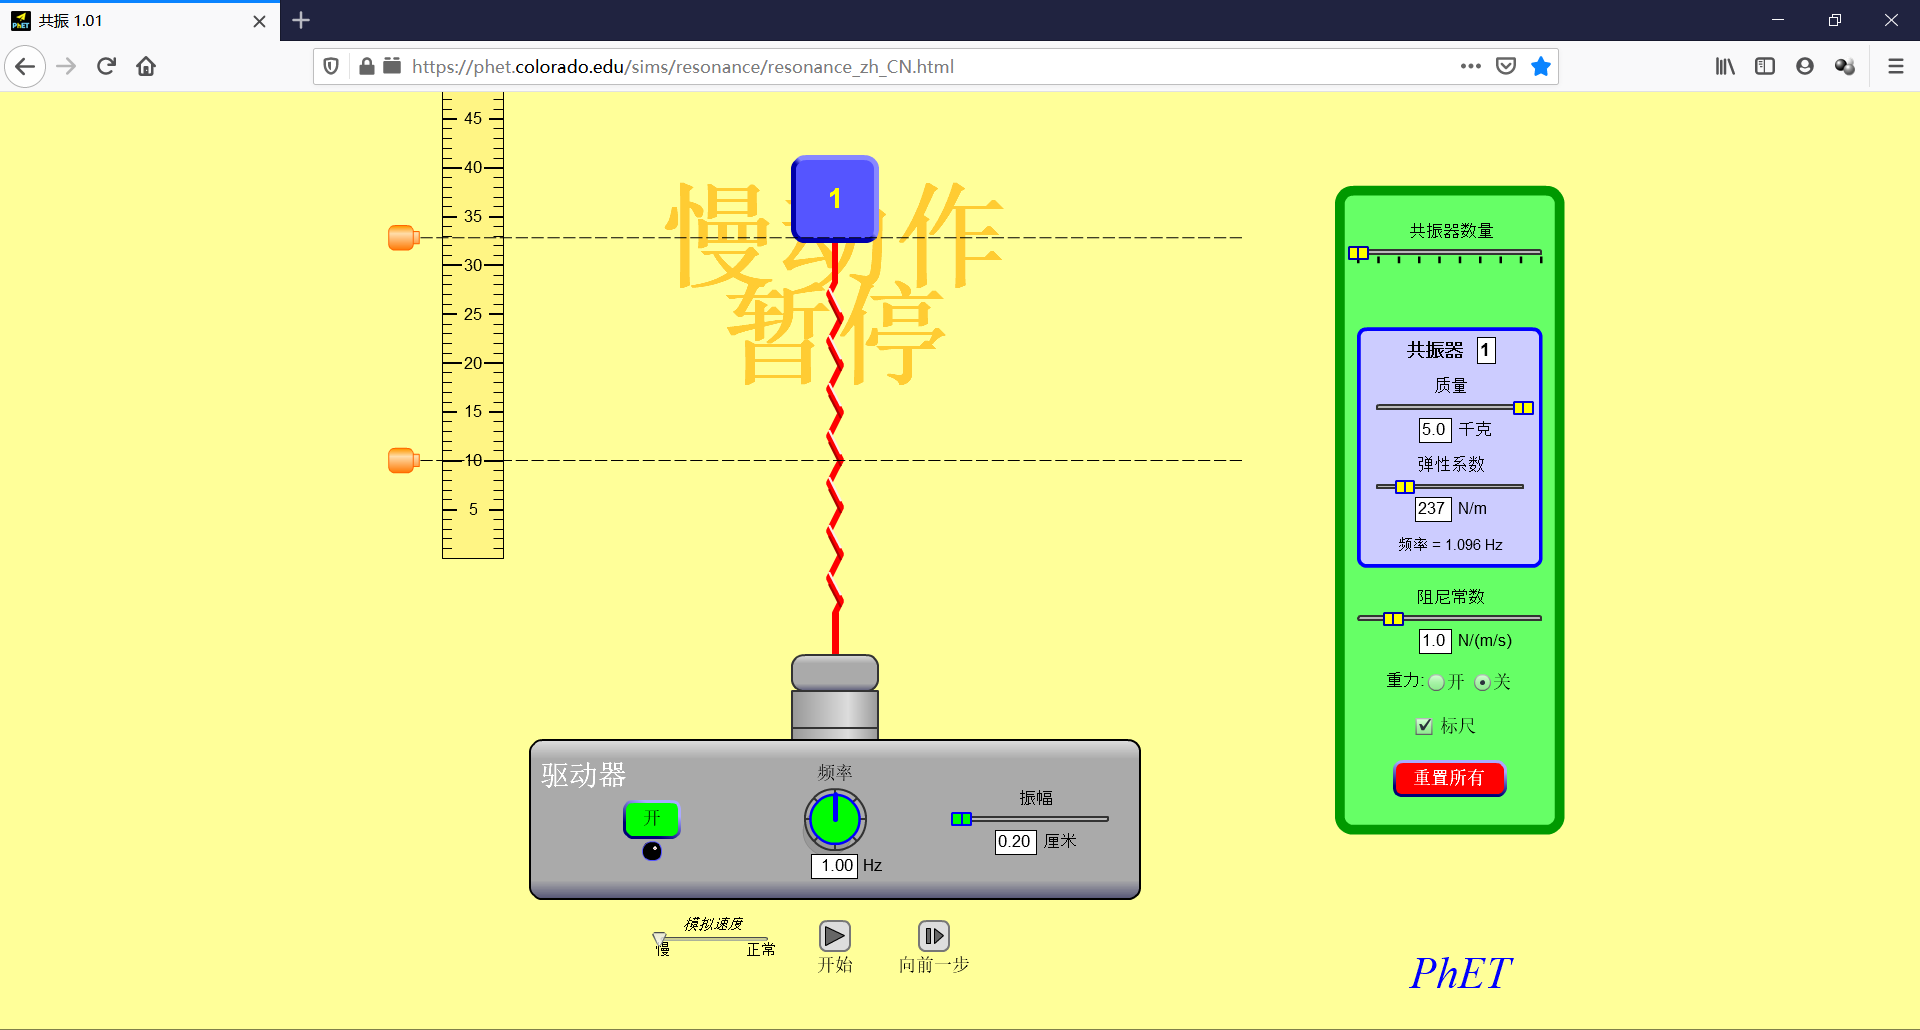 共振 1.01
https://phet.colorado.edu/sims/resonance/resonance_zh_CN.html
45
40
35
30
25
20
15
10
5
慢动作
暂停
1
共振器数量
共振器 1
质量
5.0 千克
弹性系数
237 N/m
频率 = 1.096 Hz
阻尼常数
1.0 N/(m/s)
重力: 开 关
标尺
重置所有
驱动器
开
频率
1.00 Hz
振幅
0.20 厘米
模拟速度
慢 正常
开始
向前一步
PhET